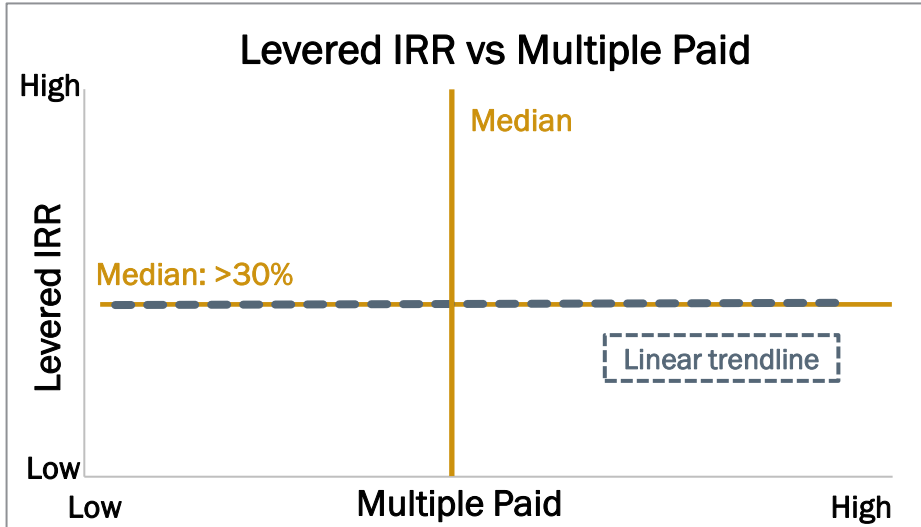 Levered IRR vs Multiple Paid
High
Median
Levered IRR
Median: >30%
Linear trendline
Low
Low
Multiple Paid
High